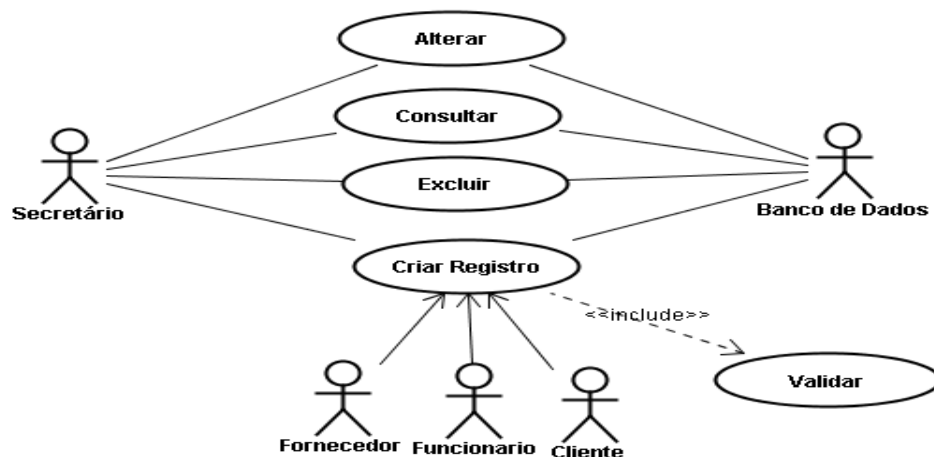 Alterar
Consultar
Excluir
Secretário
Banco de Dados
Criar Registro
<<include>>
Validar
Fornecedor
Funcionario
Cliente